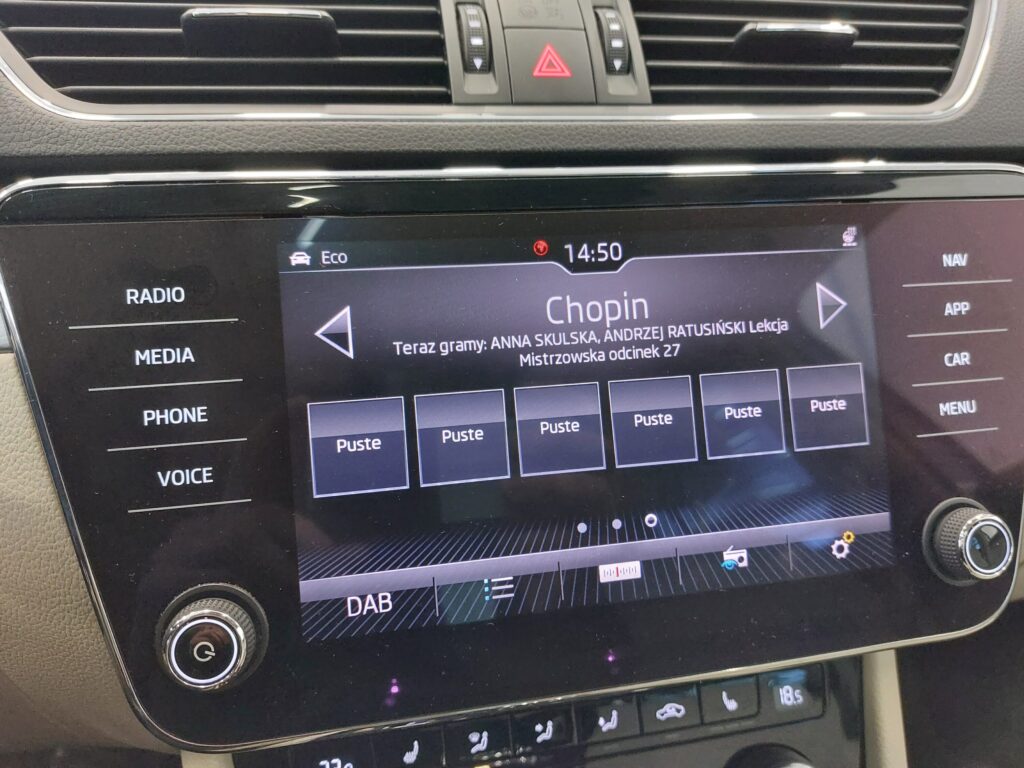 Eco
14:50
RADIO
MEDIA
PHONE
VOICE
NAV
APP
CAR
MENU
Chopin
Teraz gramy: ANNA SKULSKA, ANDRZEJ RATUSIŃSKI Lekcja
Mistrzowska odcinek 27
Puste
Puste
Puste
Puste
Puste
Puste
DAB
18.5